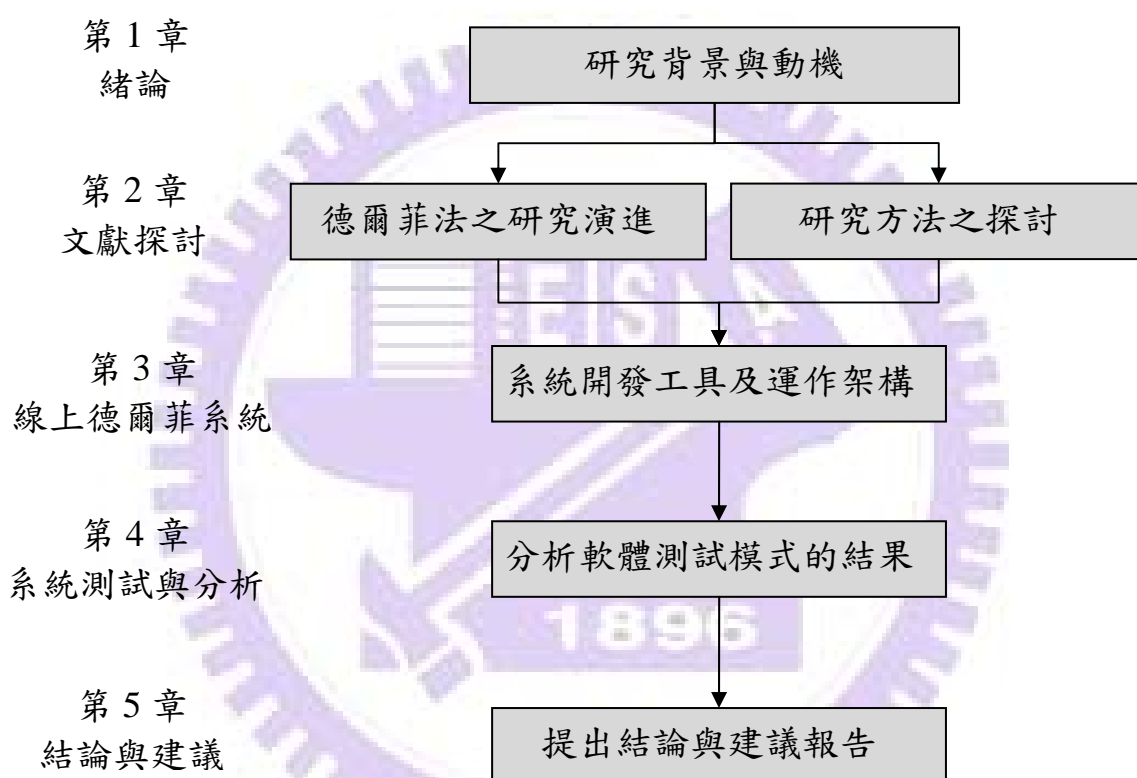 第 1 章
緒論
研究背景與動機
第 2 章
文獻探討
德爾菲法之研究演進
研究方法之探討
第 3 章
線上德爾菲系統
系統開發工具及運作架構
第 4 章
系統測試與分析
分析軟體測試模式的結果
第 5 章
結論與建議
提出結論與建議報告
E S A
1896